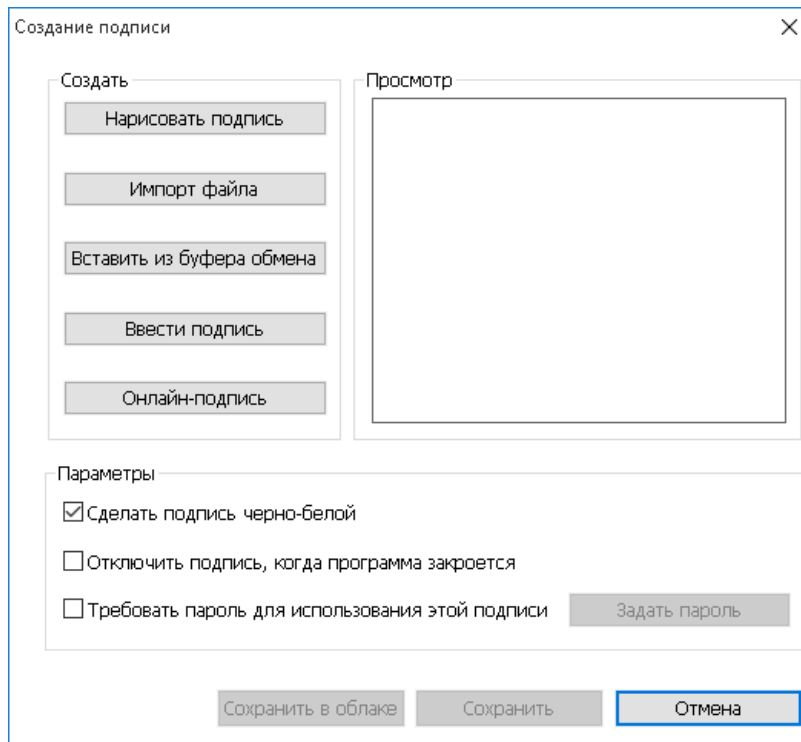 Создание подписи
Создать
Нарисовать подпись
Импорт файла
Вставить из буфера обмена
Ввести подпись
Онлайн-подпись
Просмотр
Параметры
Сделать подпись черно-белой
Отключить подпись, когда программа закроется
Требовать пароль для использования этой подписи
Задать пароль
Сохранить в облаке
Сохранить
Отмена